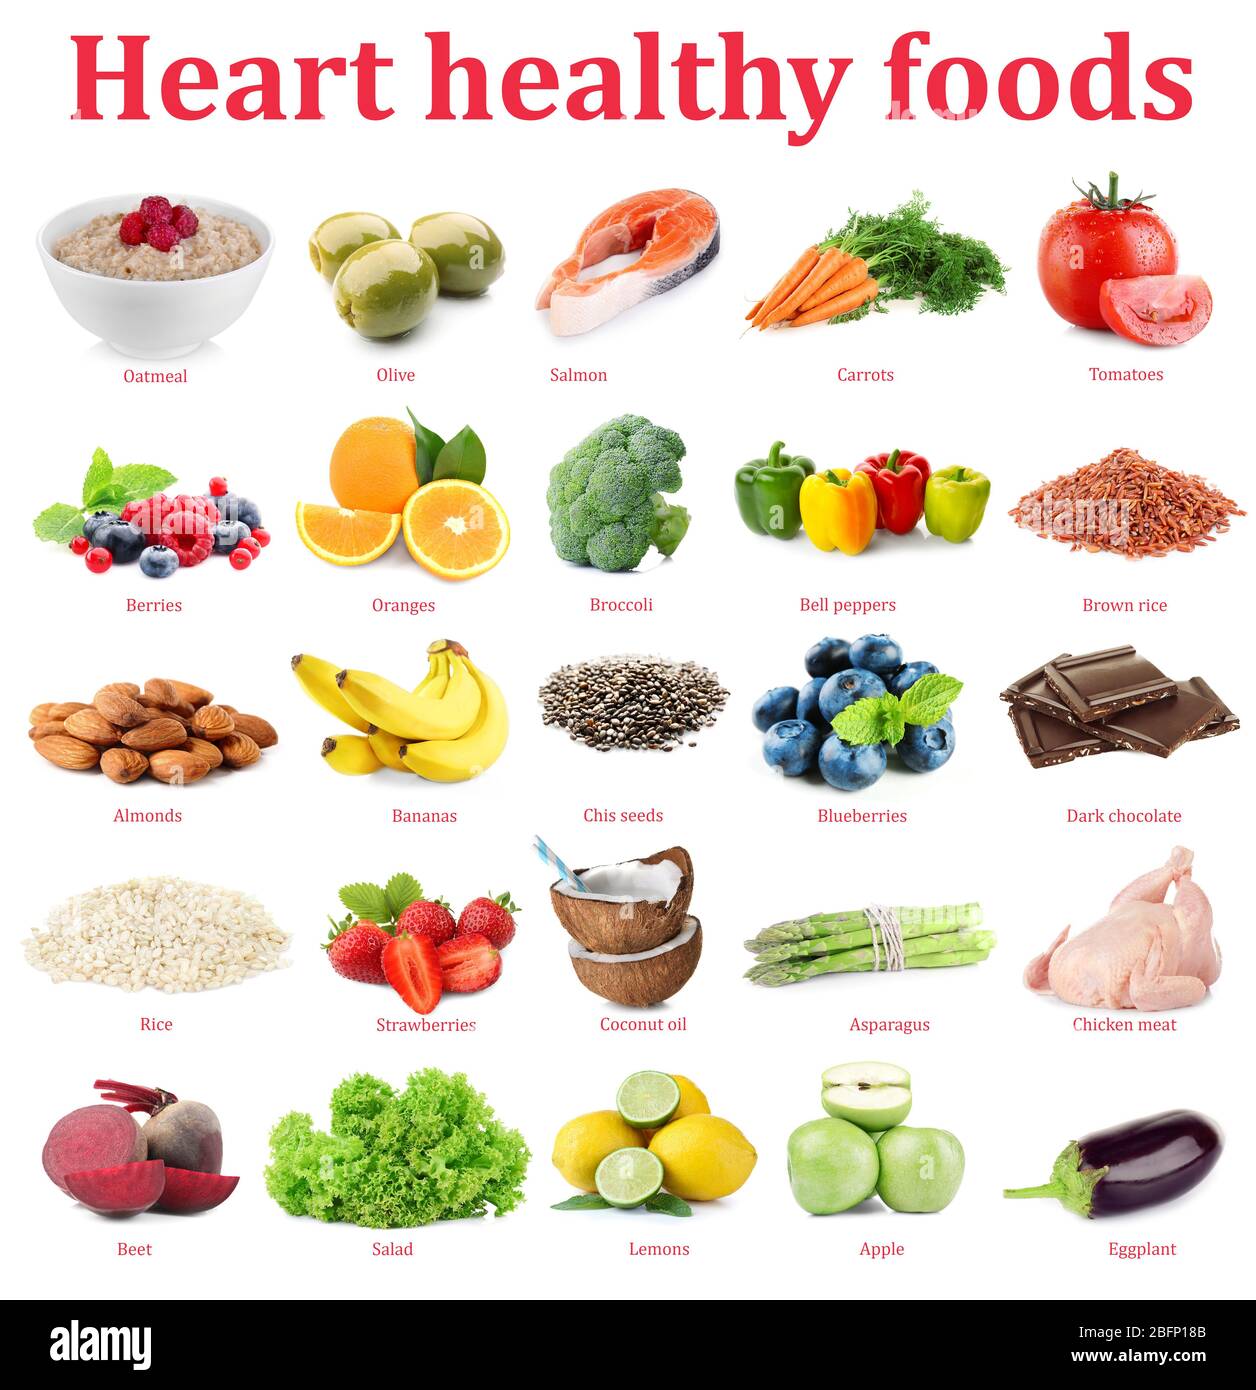 Heart healthy foods
Oatmeal
Olive
Salmon
Carrots
Tomatoes
Berries
Oranges
Broccoli
Bell peppers
Brown rice
Almonds
Bananas
Chis seeds
Blueberries
Dark chocolate
Rice
Strawberries
Coconut oil
Asparagus
Chicken meat
Beet
Salad
Lemons
Apple
Eggplant
alamy
Image ID: 2BFP18B
www.alamy.com